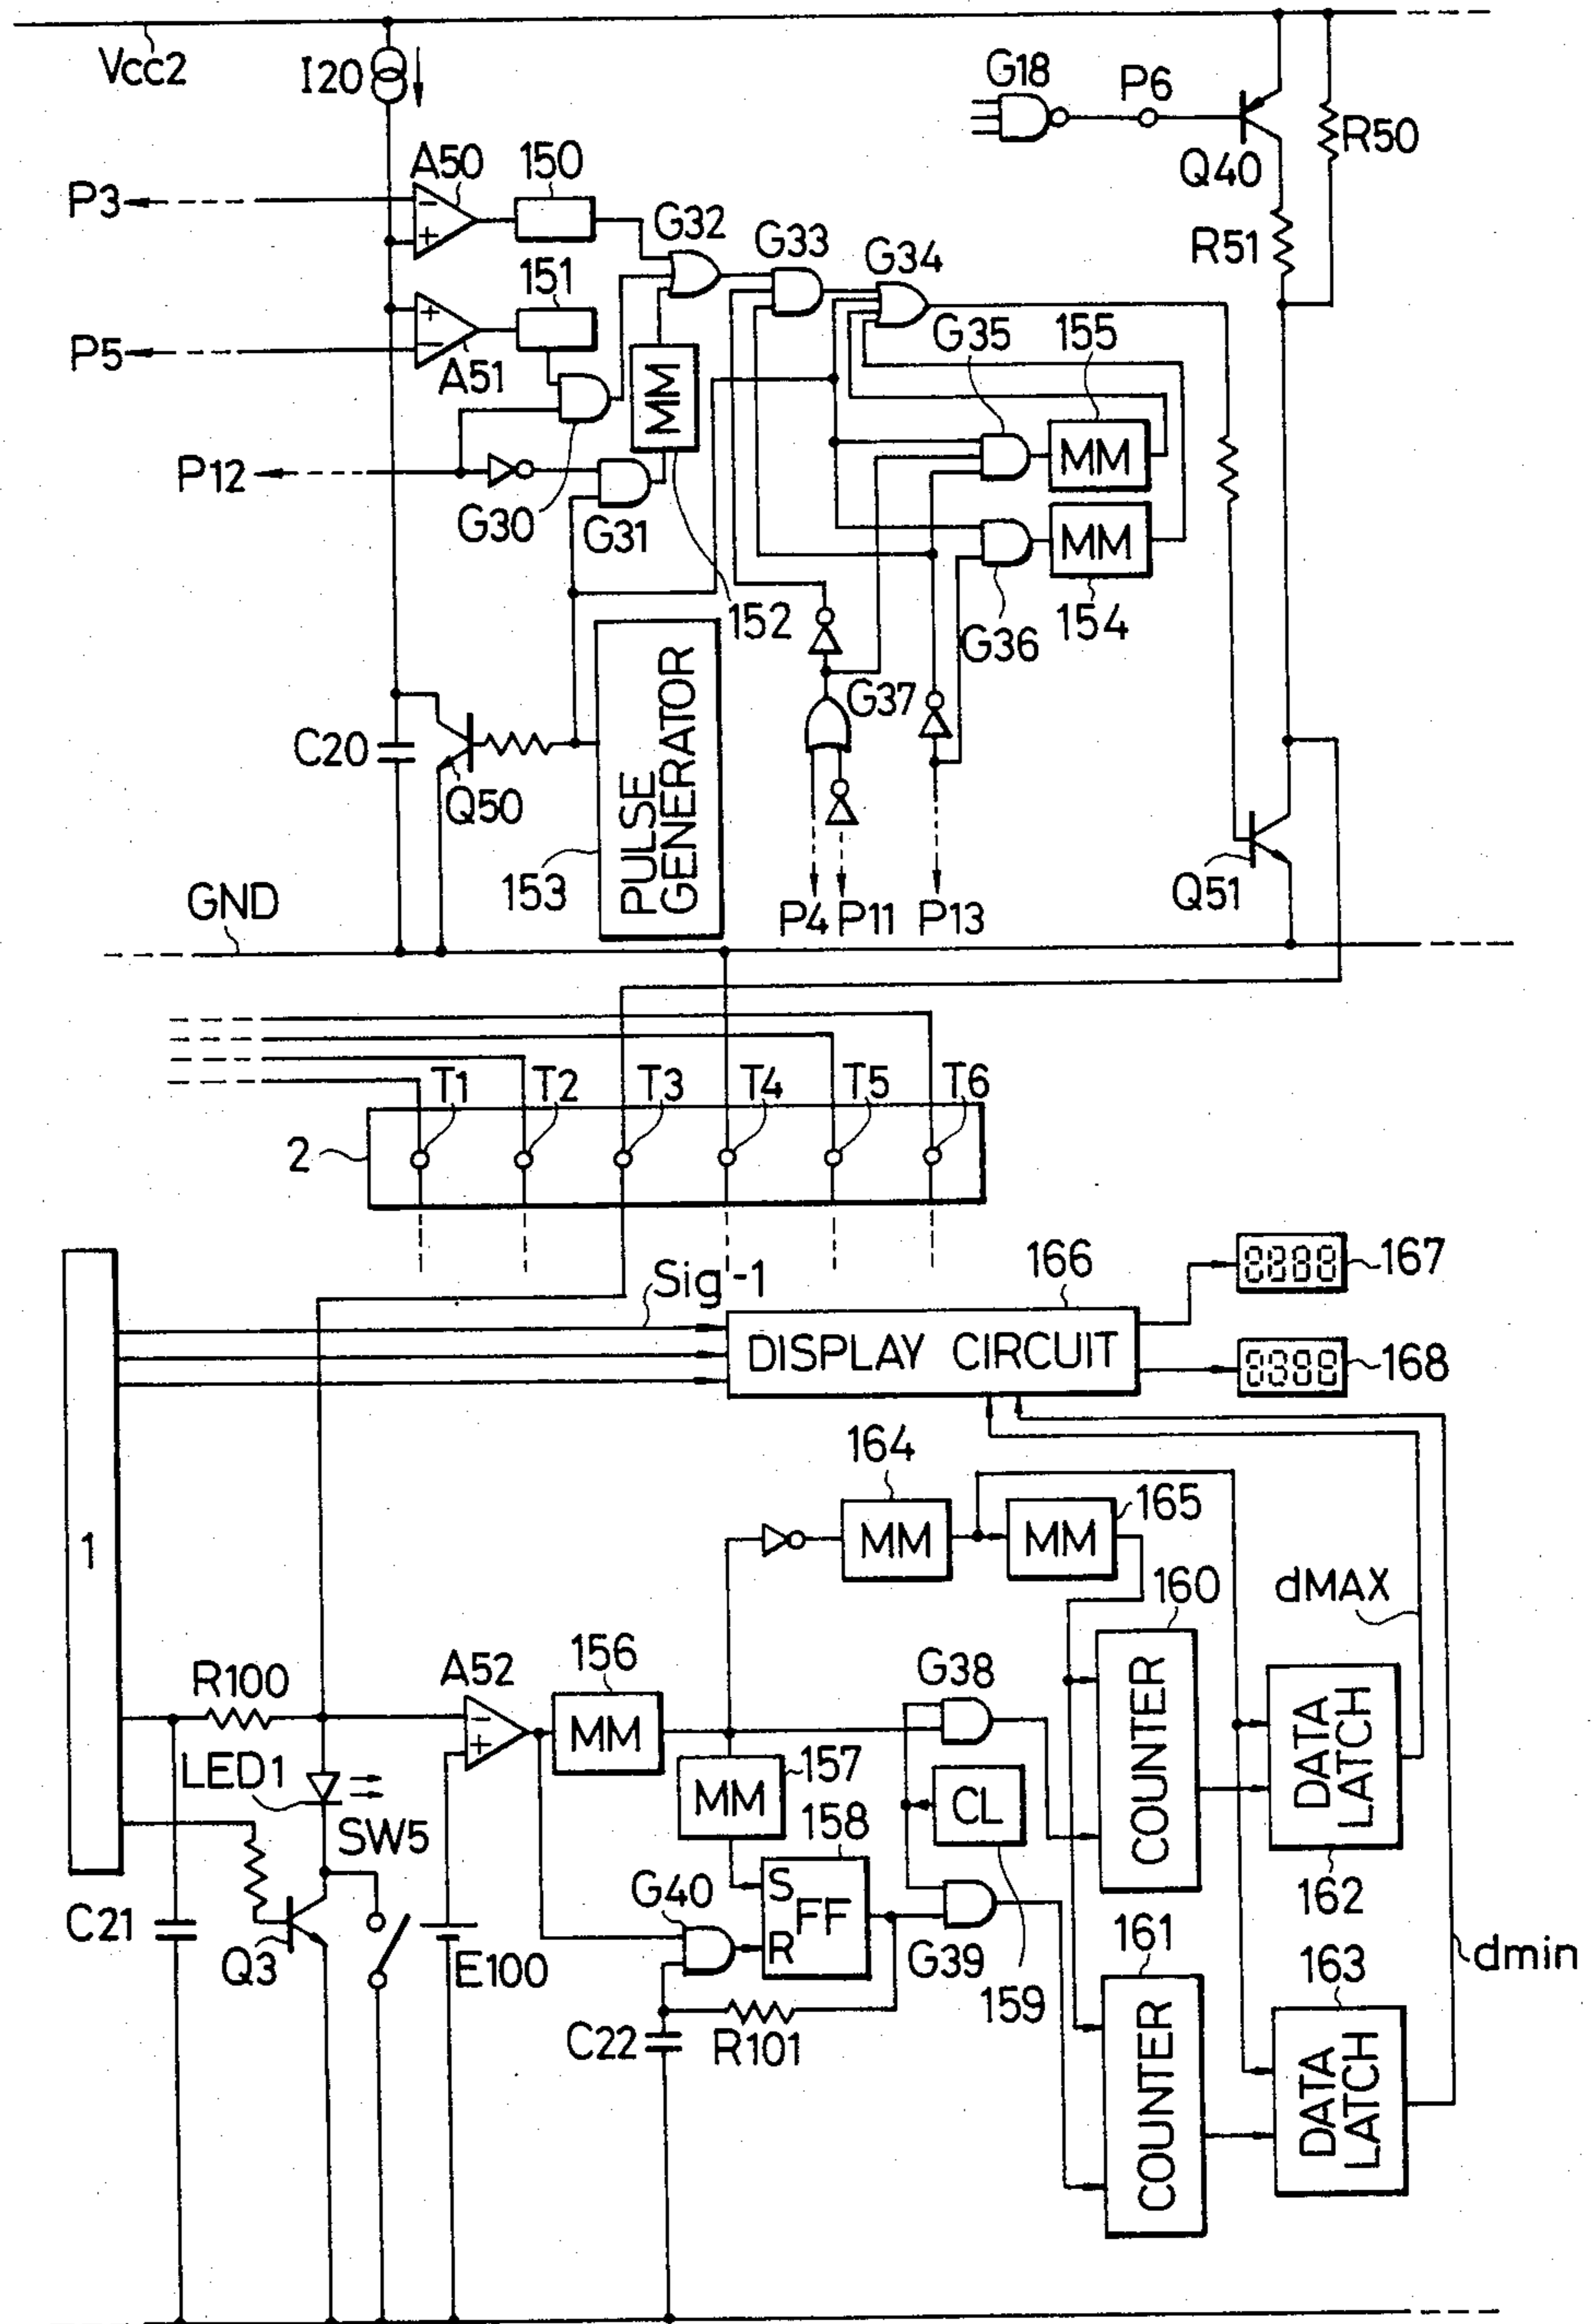 Vcc2
I20
G18
P6
R50
Q40
R51
P3
A50
150
G32
G33
G34
151
P5
A51
G35
155
MM
MM
P12
G30
G31
MM
152
G36
154
G37
C20
Q50
153
PULSE
GENERATOR
P4
P11
P13
Q51
GND
T1
T2
T3
T4
T5
T6
2
Sig-1
166
167
DISPLAY CIRCUIT
168
164
165
MM
MM
1
160
dMAX
R100
A52
156
G38
MM
COUNTER
DATA
LATCH
LED1
157
MM
CL
SW5
158
S
FF
R
G40
162
C21
Q3
E100
G39
161
dmin
159
163
C22
R101
COUNTER
DATA
LATCH